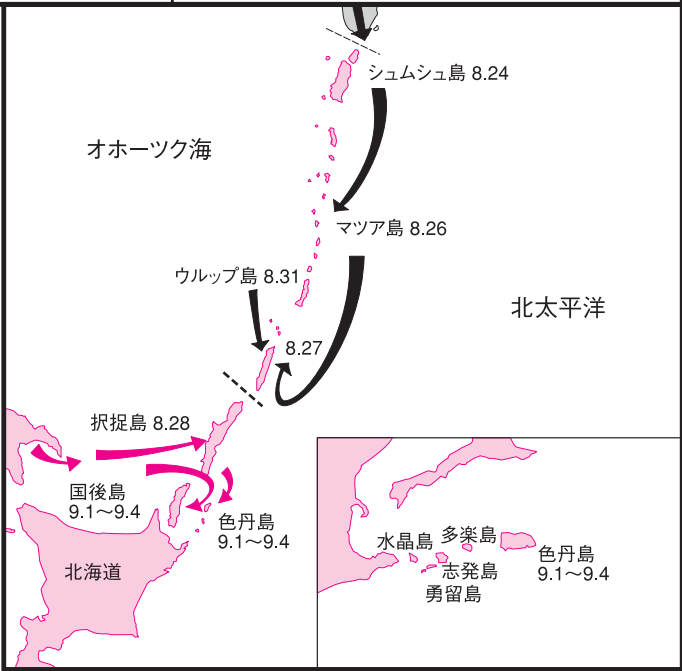 シュムシュ島 8.24
オホーツク海
マツア島 8.26
ウルップ島 8.31
北太平洋
8.27
択捉島 8.28
国後島
9.1～9.4
色丹島
9.1～9.4
北海道
水晶島
多楽島
志発島
勇留島
色丹島
9.1～9.4